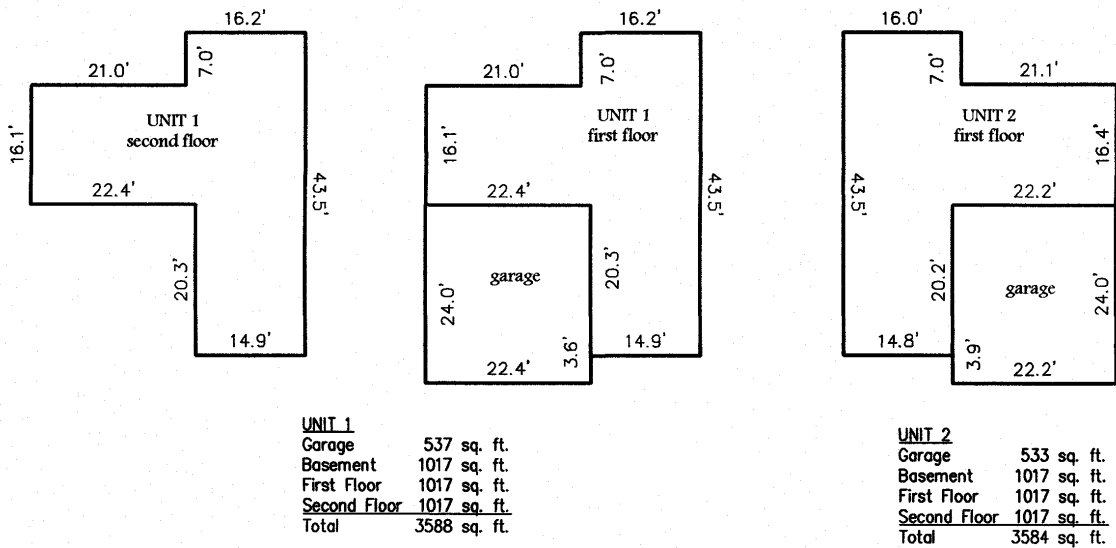 16.2'
21.0'
7.0'
UNIT 1
second floor
16.1'
22.4'
43.5'
20.3'
14.9'
16.2'
21.0'
7.0'
UNIT 1
first floor
16.1'
22.4'
43.5'
garage
20.3'
24.0'
3.6'
14.9'
22.4'
16.0'
7.0'
21.1'
UNIT 2
first floor
16.4'
43.5'
22.2'
20.2'
garage
24.0'
14.8'
3.9'
22.2'
UNIT 1
Garage 537 sq. ft.
Basement 1017 sq. ft.
First Floor 1017 sq. ft.
Second Floor 1017 sq. ft.
Total 3588 sq. ft.
UNIT 2
Garage 533 sq. ft.
Basement 1017 sq. ft.
First Floor 1017 sq. ft.
Second Floor 1017 sq. ft.
Total 3584 sq. ft.